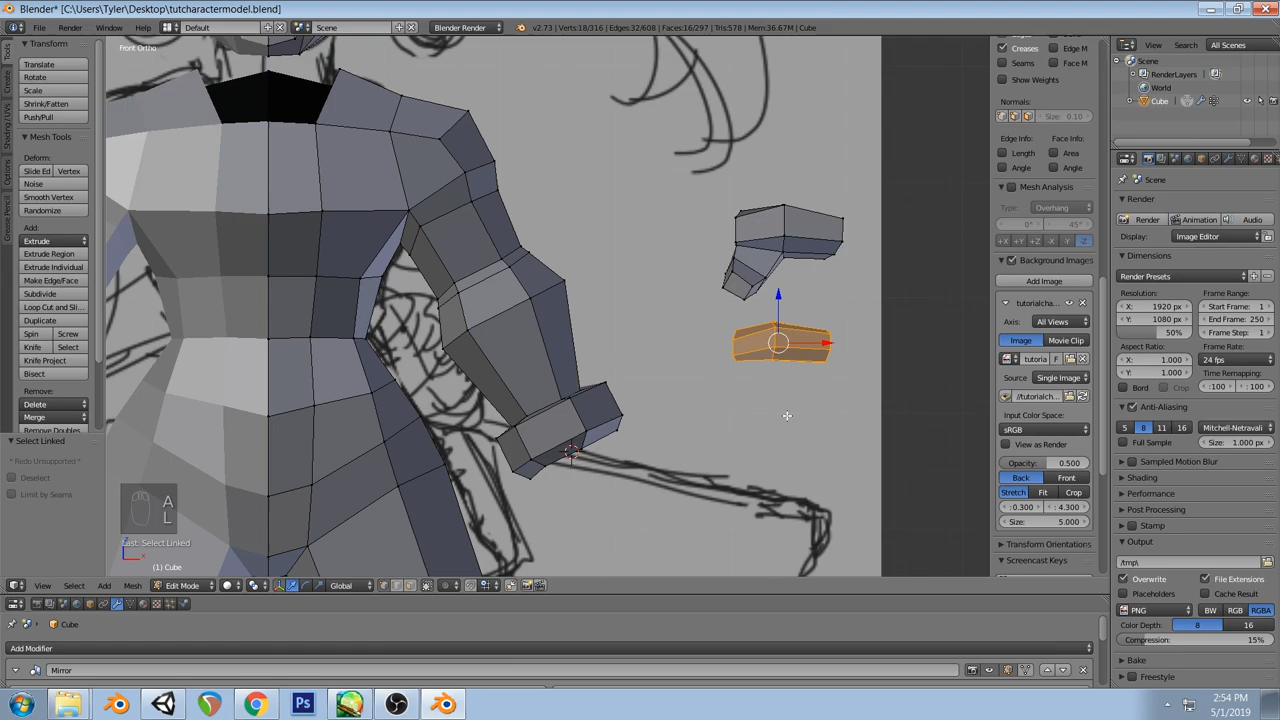 Blender* [C:\Users\Tyler\Desktop\tutcharactermodel.blend]
File Render Window Help Default Scene Blender Render v2.73 | Verts:18/316 | Edges:32/608 | Faces:16/297 | Tris:578 | Mem:36.67M | Cube
Front Ortho
Transform
Translate
Rotate
Scale
Shrink/Fatten
Push/Pull
Mesh Tools
Deform:
Slide Ed Vertex
Noise
Smooth Vertex
Randomize
Add:
Extrude
Extrude Region
Extrude Individual
Make Edge/Face
Subdivide
Loop Cut and Sli...
Duplicate
Spin Screw
Knife Select
Knife Project
Bisect
Remove:
Delete
Merge
Remove Doubles
Select Linked
* Redo Unsupported! *
Deselect
Limit by Seams
Tools
Create
Shading / UVs
Options
Grease Pencil
A
L
Last: Select Linked
(1) Cube
View Select Add Mesh Edit Mode Global
Cube
Add Modifier
Mirror
Creases Edge M
Seams Face M
Show Weights
Normals:
Size: 0.10
Edge Info: Face Info:
Length Area
Angle Angle
Mesh Analysis
Type: Overhang
0° 45°
+X +Y +Z -X -Y -Z
Background Images
Add Image
tutorialcha...
Axis: All Views
Image Movie Clip
tutoria F
Source Single Image
//tutorialch...
Input Color Space:
sRGB
View as Render
Opacity: 0.500
Back Front
Stretch Fit Crop
: 0.300 : 4.300
Size: 5.000
Transform Orientations
Screencast Keys
View Search All Scenes
Scene
RenderLayers
World
Cube
Scene
Render
Render Animation Audio
Display: Image Editor
Dimensions
Render Presets
Resolution: Frame Range:
X: 1920 px Start Frame: 1
Y: 1080 px End Frame: 250
50% Frame Step: 1
Aspect Ratio: Frame Rate:
X: 1.000 24 fps
Y: 1.000 Time Remapping:
Bord Crop :100 :100
Anti-Aliasing
5 8 11 16 Mitchell-Netravali
Full Sample Size: 1.000 px
Sampled Motion Blur
Shading
Performance
Post Processing
Stamp
Output
/tmp\
Overwrite File Extensions
Placeholders Cache Result
PNG BW RGB RGBA
Color Depth: 8 16
Compression: 15%
Bake
Freestyle
2:54 PM
5/1/2019